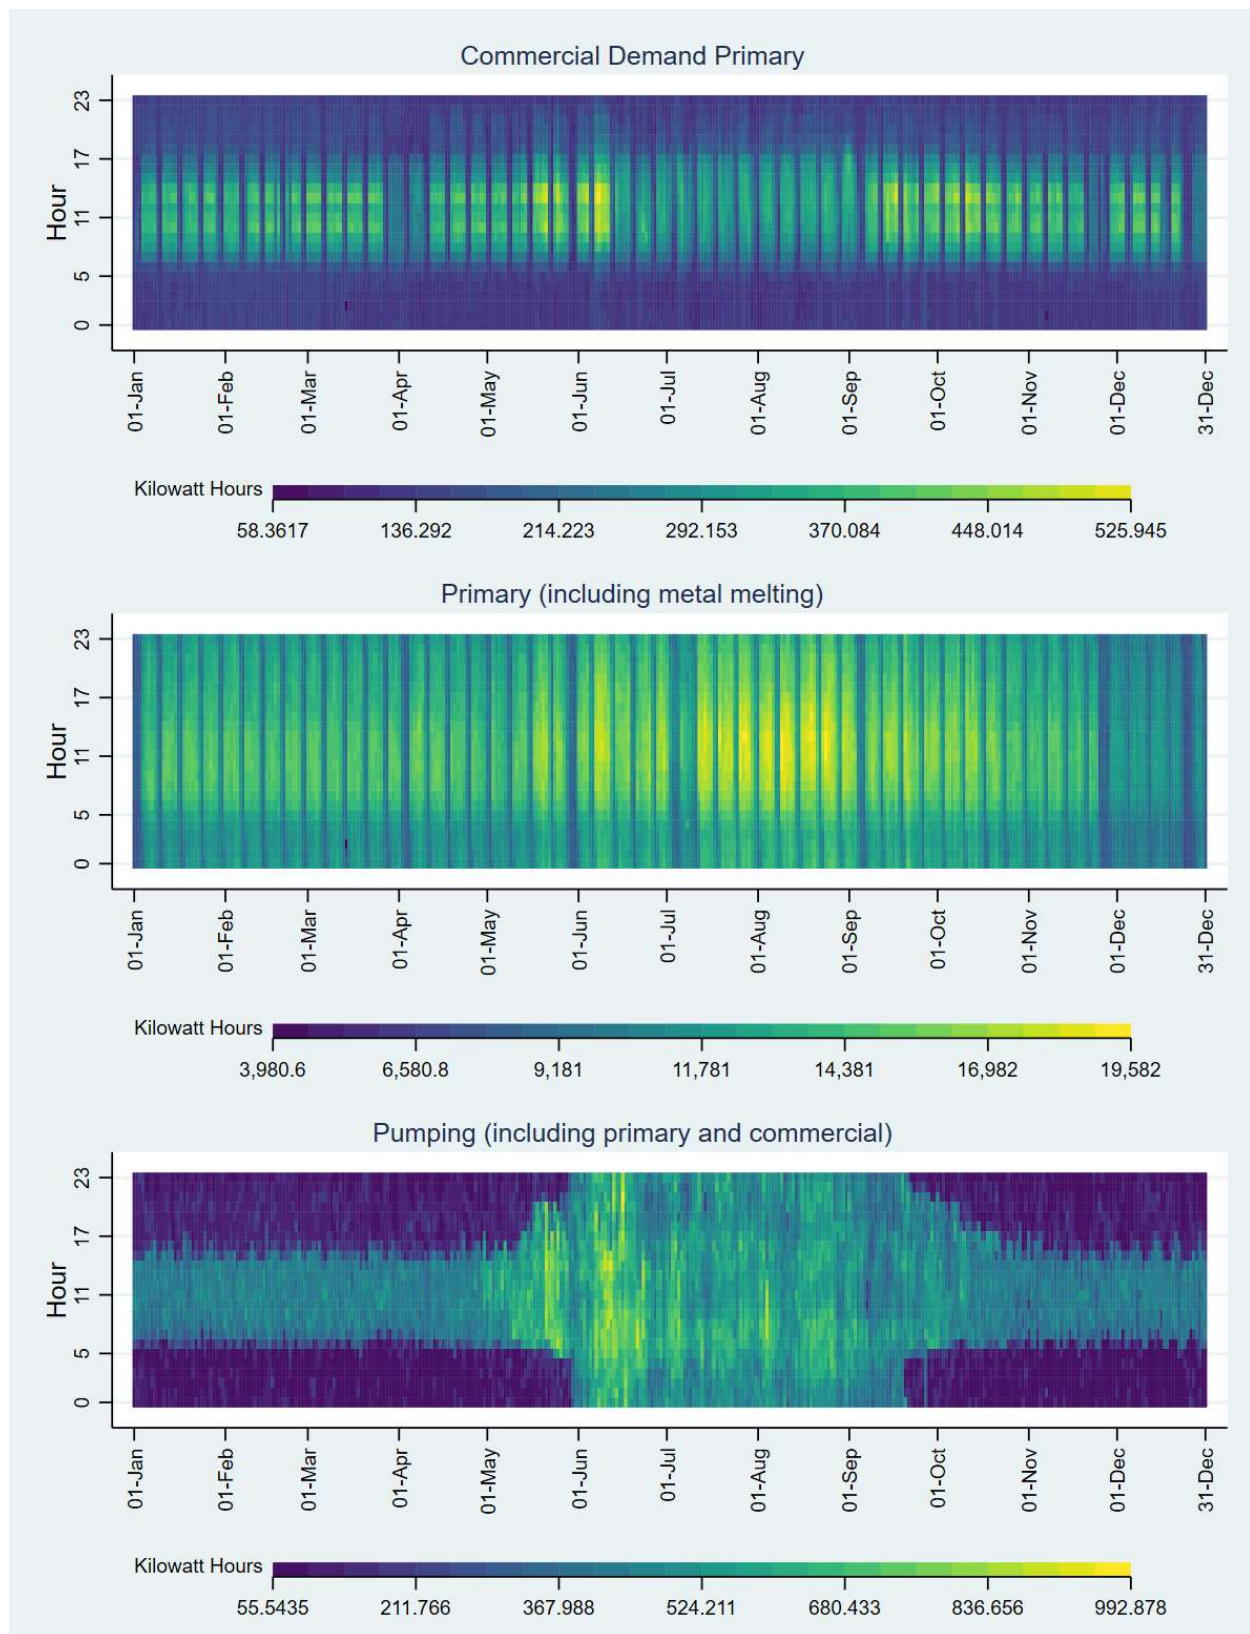 Commercial Demand Primary
Hour
23
17
11
5
0
01-Jan 01-Feb 01-Mar 01-Apr 01-May 01-Jun 01-Jul 01-Aug 01-Sep 01-Oct 01-Nov 01-Dec 31-Dec
Kilowatt Hours
58.3617 136.292 214.223 292.153 370.084 448.014 525.945
Primary (including metal melting)
Hour
23
17
11
5
0
01-Jan 01-Feb 01-Mar 01-Apr 01-May 01-Jun 01-Jul 01-Aug 01-Sep 01-Oct 01-Nov 01-Dec 31-Dec
Kilowatt Hours
3,980.6 6,580.8 9,181 11,781 14,381 16,982 19,582
Pumping (including primary and commercial)
Hour
23
17
11
5
0
01-Jan 01-Feb 01-Mar 01-Apr 01-May 01-Jun 01-Jul 01-Aug 01-Sep 01-Oct 01-Nov 01-Dec 31-Dec
Kilowatt Hours
55.5435 211.766 367.988 524.211 680.433 836.656 992.878